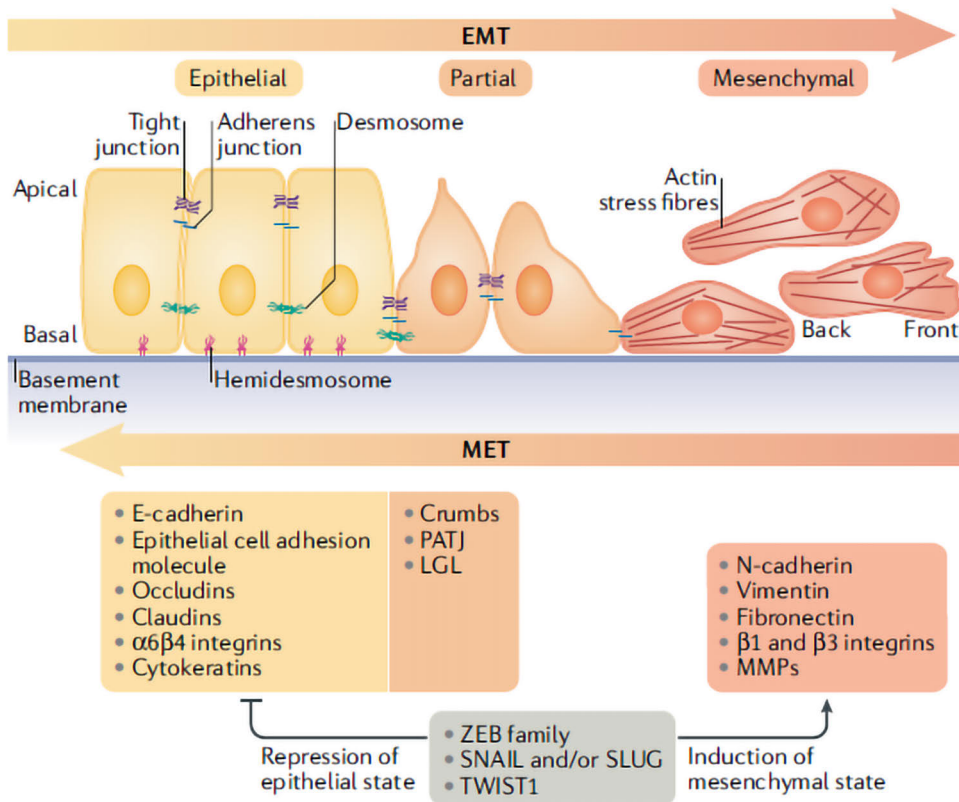 EMT
Epithelial
Partial
Mesenchymal
Tight
junction
Adherens
junction
Desmosome
Apical
Actin
stress fibres
Basal
Back
Front
Basement
membrane
Hemidesmosome
MET
• E-cadherin
• Epithelial cell adhesion
molecule
• Occludins
• Claudins
• α6β4 integrins
• Cytokeratins
• Crumbs
• PATJ
• LGL
• N-cadherin
• Vimentin
• Fibronectin
• β1 and β3 integrins
• MMPs
Repression of
epithelial state
• ZEB family
• SNAIL and/or SLUG
• TWIST1
Induction of
mesenchymal state